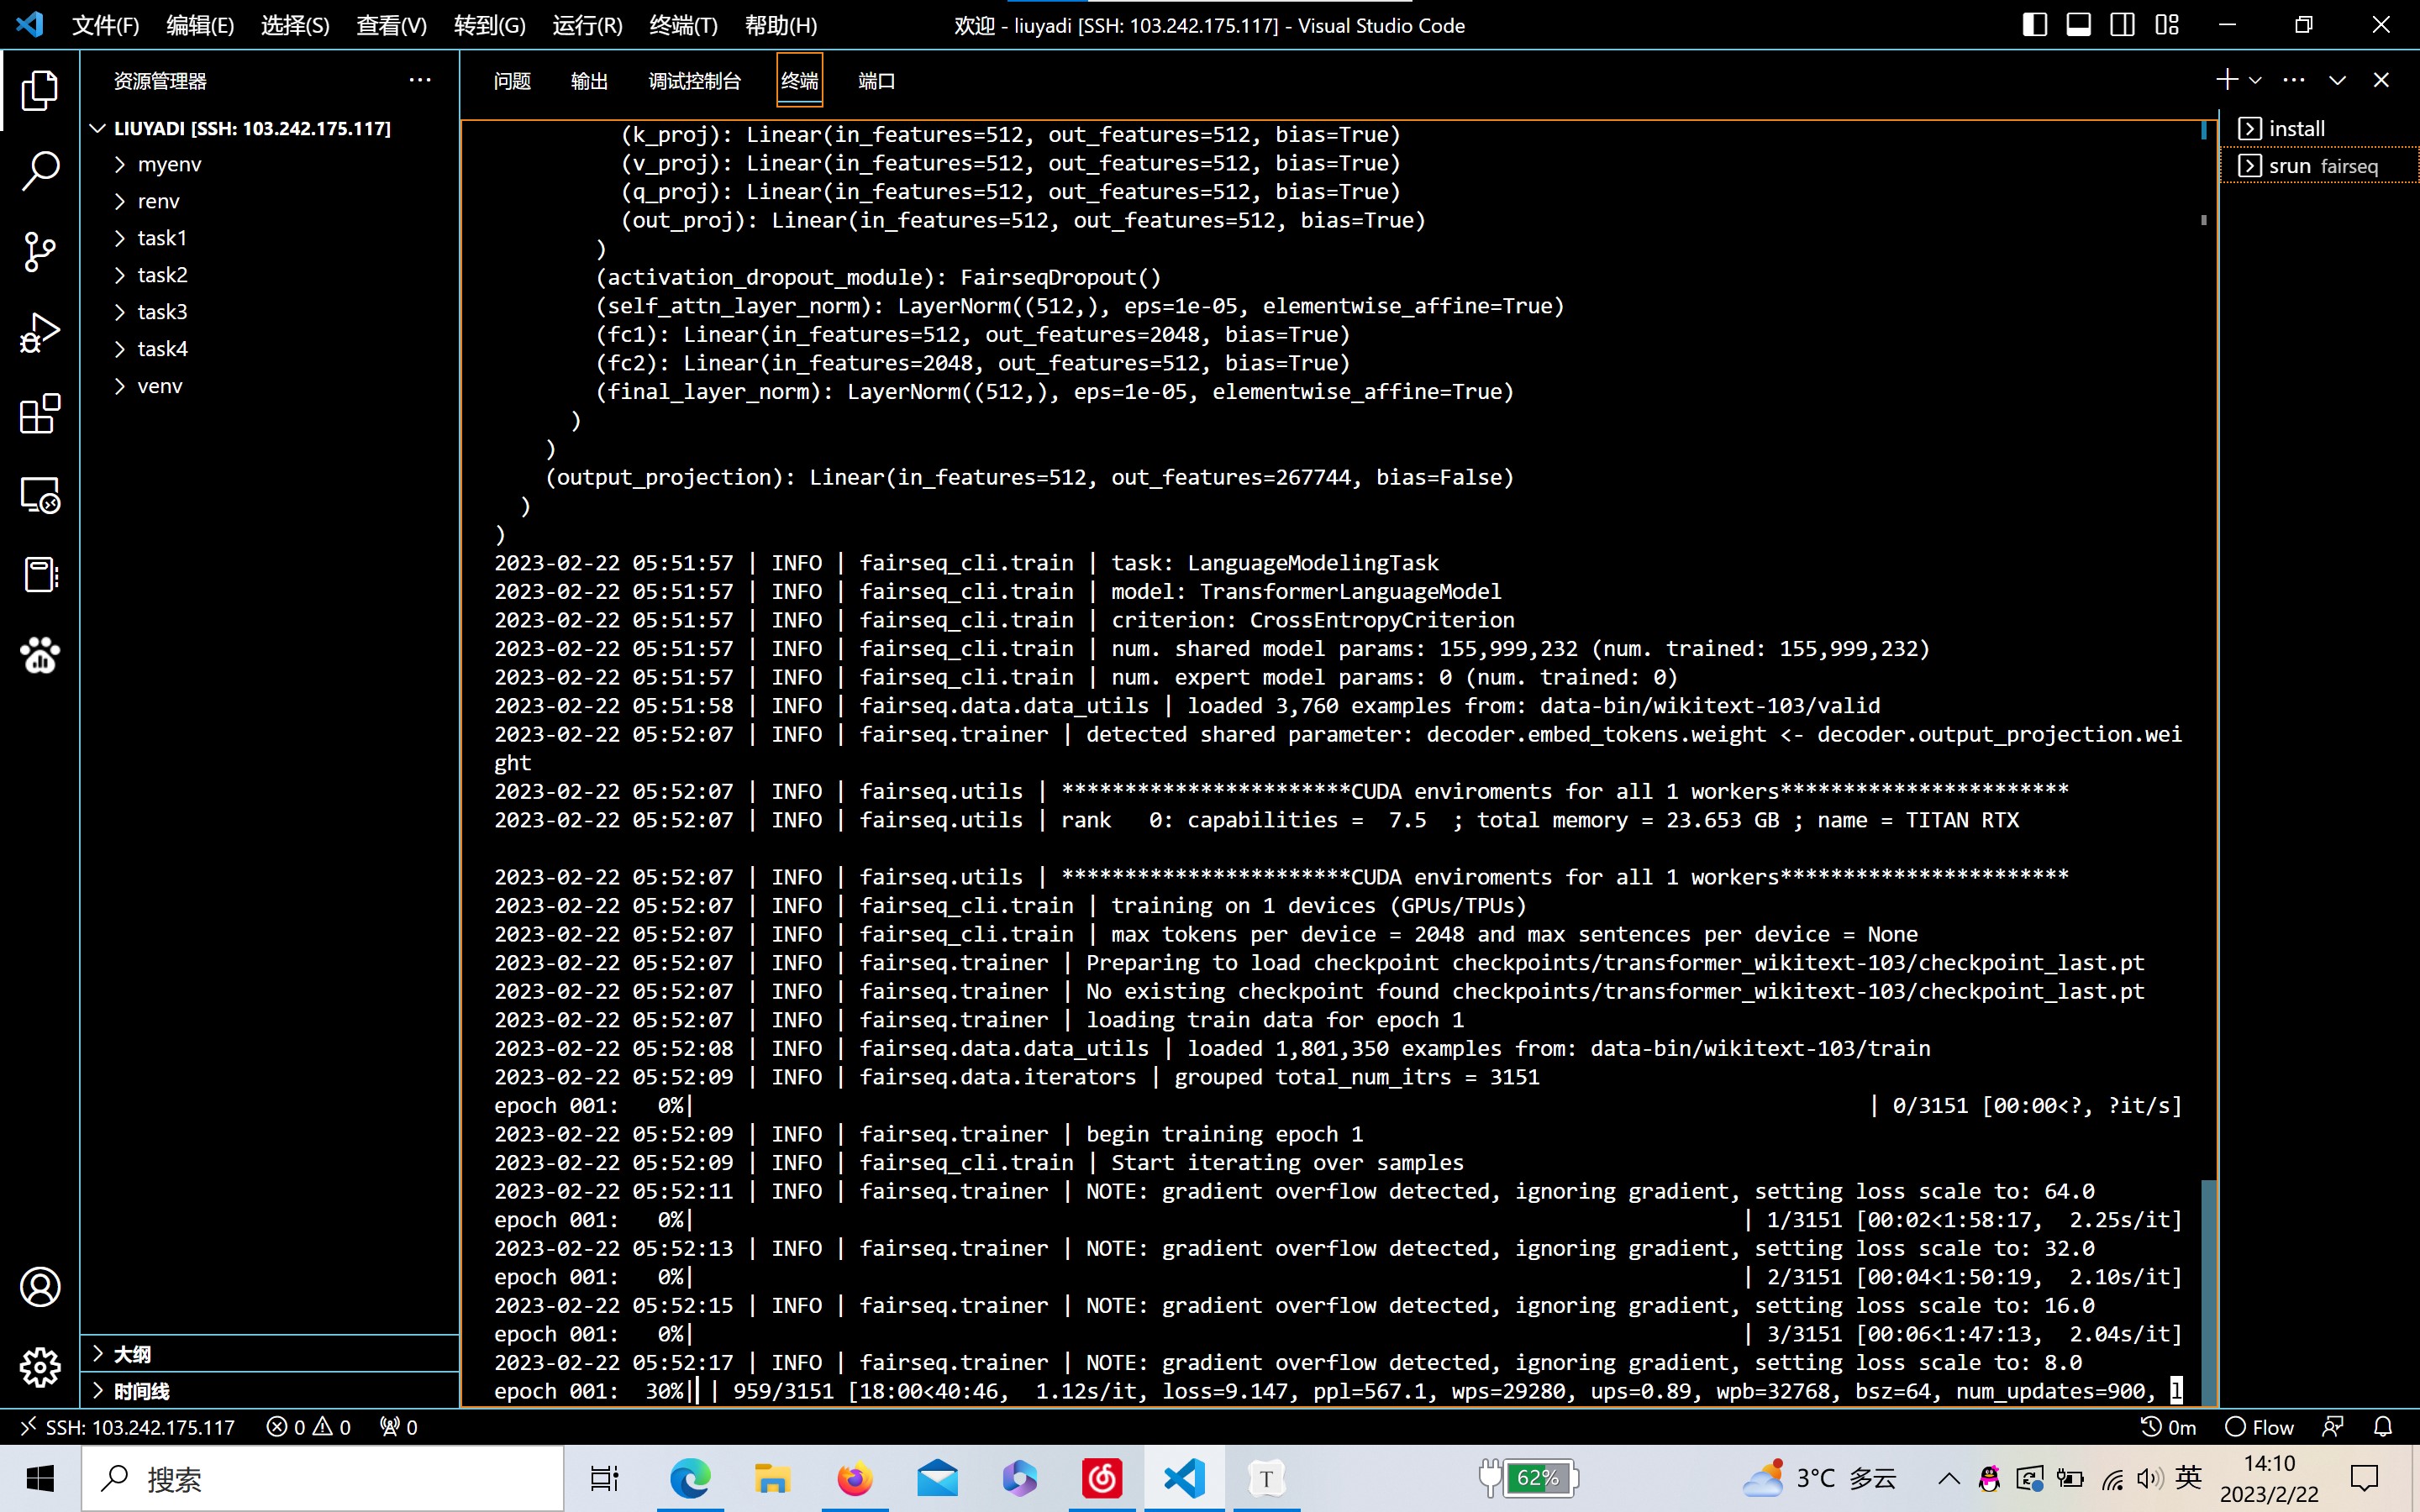 文件(F) 编辑(E) 选择(S) 查看(V) 转到(G) 运行(R) 终端(T) 帮助(H) 欢迎 - liuyadi [SSH: 103.242.175.117] - Visual Studio Code
资源管理器
LIUYADI [SSH: 103.242.175.117]
myenv
renv
task1
task2
task3
task4
venv
大纲
时间线
问题 输出 调试控制台 终端 端口
(k_proj): Linear(in_features=512, out_features=512, bias=True)
(v_proj): Linear(in_features=512, out_features=512, bias=True)
(q_proj): Linear(in_features=512, out_features=512, bias=True)
(out_proj): Linear(in_features=512, out_features=512, bias=True)
)
(activation_dropout_module): FairseqDropout()
(self_attn_layer_norm): LayerNorm((512,), eps=1e-05, elementwise_affine=True)
(fc1): Linear(in_features=512, out_features=2048, bias=True)
(fc2): Linear(in_features=2048, out_features=512, bias=True)
(final_layer_norm): LayerNorm((512,), eps=1e-05, elementwise_affine=True)
)
)
(output_projection): Linear(in_features=512, out_features=267744, bias=False)
)
)
2023-02-22 05:51:57 | INFO | fairseq_cli.train | task: LanguageModelingTask
2023-02-22 05:51:57 | INFO | fairseq_cli.train | model: TransformerLanguageModel
2023-02-22 05:51:57 | INFO | fairseq_cli.train | criterion: CrossEntropyCriterion
2023-02-22 05:51:57 | INFO | fairseq_cli.train | num. shared model params: 155,999,232 (num. trained: 155,999,232)
2023-02-22 05:51:57 | INFO | fairseq_cli.train | num. expert model params: 0 (num. trained: 0)
2023-02-22 05:51:58 | INFO | fairseq.data.data_utils | loaded 3,760 examples from: data-bin/wikitext-103/valid
2023-02-22 05:52:07 | INFO | fairseq.trainer | detected shared parameter: decoder.embed_tokens.weight <- decoder.output_projection.wei
ght
2023-02-22 05:52:07 | INFO | fairseq.utils | ***********************CUDA enviroments for all 1 workers***********************
2023-02-22 05:52:07 | INFO | fairseq.utils | rank   0: capabilities =  7.5  ; total memory = 23.653 GB ; name = TITAN RTX
2023-02-22 05:52:07 | INFO | fairseq.utils | ***********************CUDA enviroments for all 1 workers***********************
2023-02-22 05:52:07 | INFO | fairseq_cli.train | training on 1 devices (GPUs/TPUs)
2023-02-22 05:52:07 | INFO | fairseq_cli.train | max tokens per device = 2048 and max sentences per device = None
2023-02-22 05:52:07 | INFO | fairseq.trainer | Preparing to load checkpoint checkpoints/transformer_wikitext-103/checkpoint_last.pt
2023-02-22 05:52:07 | INFO | fairseq.trainer | No existing checkpoint found checkpoints/transformer_wikitext-103/checkpoint_last.pt
2023-02-22 05:52:07 | INFO | fairseq.trainer | loading train data for epoch 1
2023-02-22 05:52:08 | INFO | fairseq.data.data_utils | loaded 1,801,350 examples from: data-bin/wikitext-103/train
2023-02-22 05:52:09 | INFO | fairseq.data.iterators | grouped total_num_itrs = 3151
epoch 001:   0%| | 0/3151 [00:00<?, ?it/s]
2023-02-22 05:52:09 | INFO | fairseq.trainer | begin training epoch 1
2023-02-22 05:52:09 | INFO | fairseq_cli.train | Start iterating over samples
2023-02-22 05:52:11 | INFO | fairseq.trainer | NOTE: gradient overflow detected, ignoring gradient, setting loss scale to: 64.0
epoch 001:   0%| | 1/3151 [00:02<1:58:17,  2.25s/it]
2023-02-22 05:52:13 | INFO | fairseq.trainer | NOTE: gradient overflow detected, ignoring gradient, setting loss scale to: 32.0
epoch 001:   0%| | 2/3151 [00:04<1:50:19,  2.10s/it]
2023-02-22 05:52:15 | INFO | fairseq.trainer | NOTE: gradient overflow detected, ignoring gradient, setting loss scale to: 16.0
epoch 001:   0%| | 3/3151 [00:06<1:47:13,  2.04s/it]
2023-02-22 05:52:17 | INFO | fairseq.trainer | NOTE: gradient overflow detected, ignoring gradient, setting loss scale to: 8.0
epoch 001:  30%|| | 959/3151 [18:00<40:46,  1.12s/it, loss=9.147, ppl=567.1, wps=29280, ups=0.89, wpb=32768, bsz=64, num_updates=900, l
install
srun fairseq
SSH: 103.242.175.117 0 0 0 0m Flow
搜索 T 62% 3°C 多云 英 14:10
2023/2/22